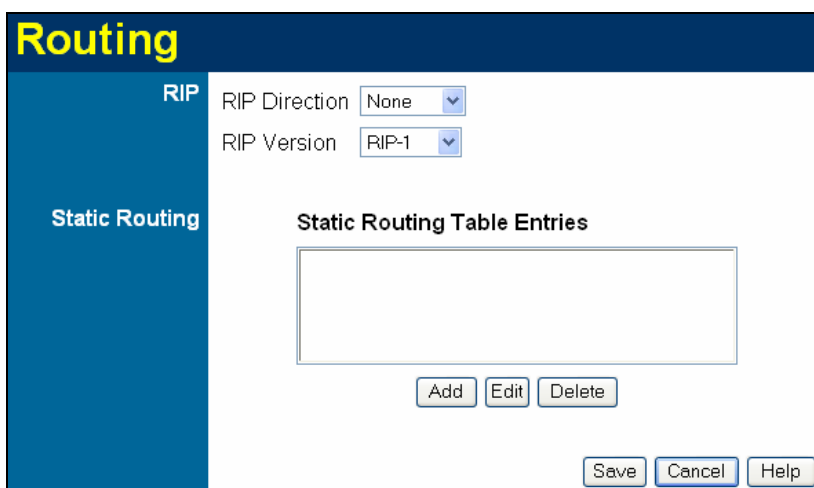 Routing
RIP
RIP Direction None
RIP Version RIP-1
Static Routing
Static Routing Table Entries
Add Edit Delete
Save Cancel Help